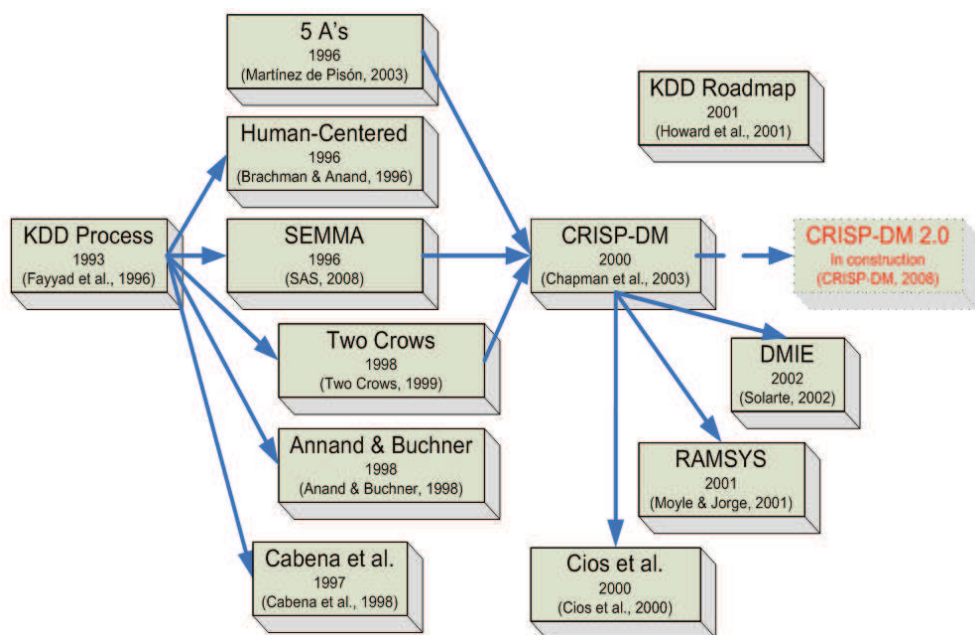 5 A's
1996
(Martínez de Pisón, 2003)
KDD Roadmap
2001
(Howard et al., 2001)
Human-Centered
1996
(Brachman & Anand, 1996)
KDD Process
1993
(Fayyad et al., 1996)
SEMMA
1996
(SAS, 2008)
CRISP-DM
2000
(Chapman et al., 2003)
CRISP-DM 2.0
In construction
(CRISP-DM, 2008)
Two Crows
1998
(Two Crows, 1999)
DMIE
2002
(Solarte, 2002)
Annand & Buchner
1998
(Anand & Buchner, 1998)
RAMSYS
2001
(Moyle & Jorge, 2001)
Cabena et al.
1997
(Cabena et al., 1998)
Cios et al.
2000
(Cios et al., 2000)